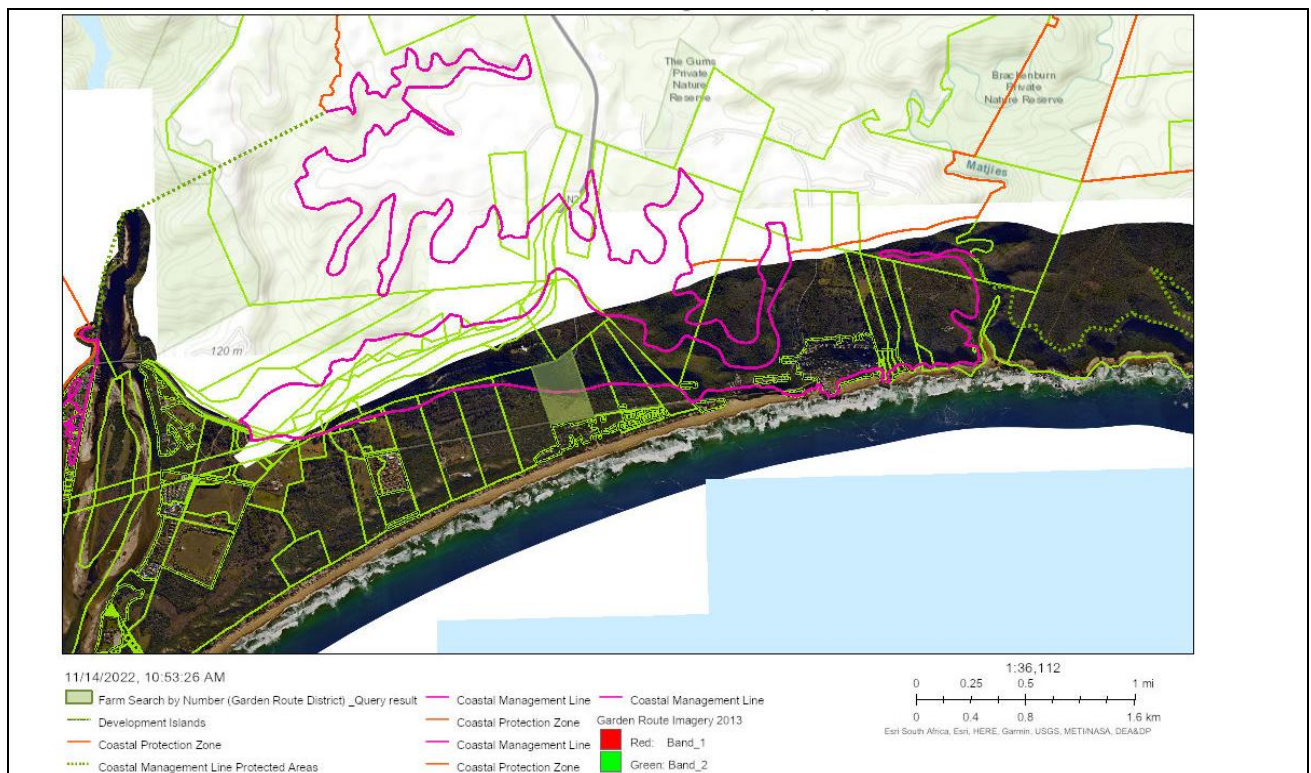 The Gums
Private
Nature
Reserve
Brackenburn
Private
Nature Reserve
Matjies
N2
120 m
11/14/2022, 10:53:26 AM
Farm Search by Number (Garden Route District) _Query result
Development Islands
Coastal Protection Zone
Coastal Management Line Protected Areas
Coastal Management Line
Coastal Protection Zone
Coastal Management Line
Coastal Protection Zone
Coastal Management Line
Garden Route Imagery 2013
Red: Band_1
Green: Band_2
1:36,112
0 0.25 0.5 1 mi
0 0.4 0.8 1.6 km
Esri South Africa, Esri, HERE, Garmin, USGS, METI/NASA, DEA&DP